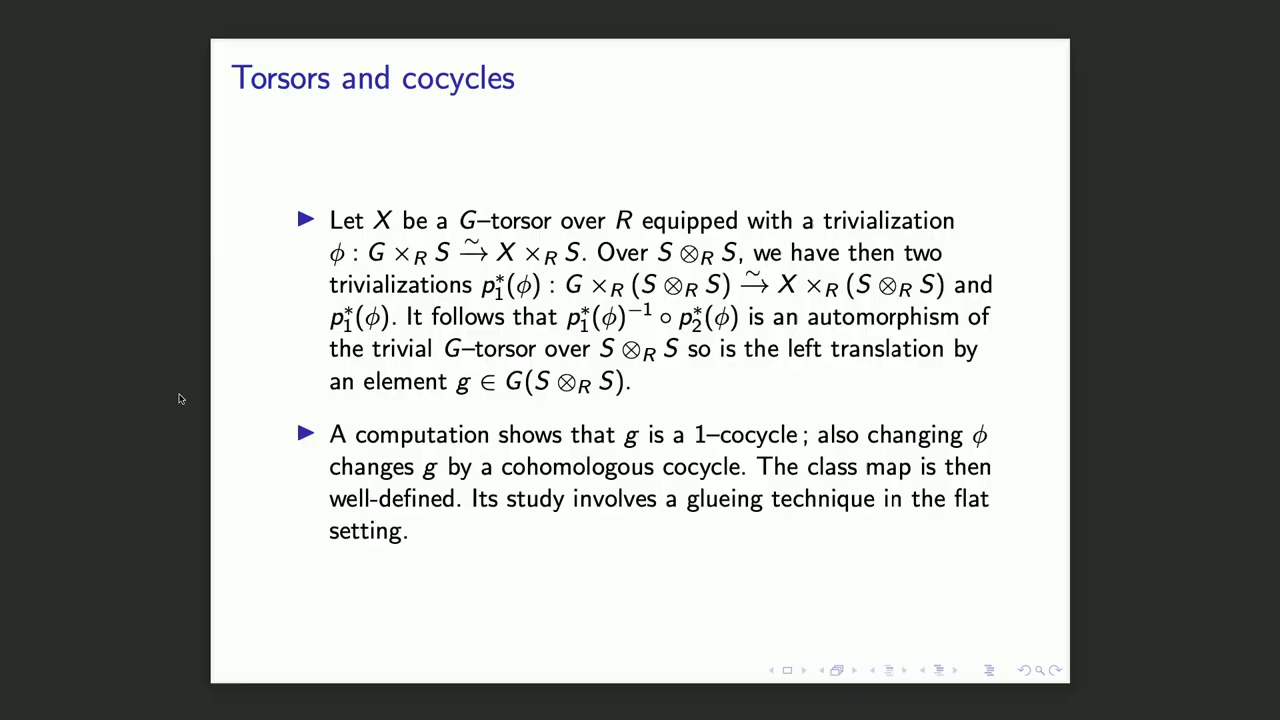 Torsors and cocycles
Let X be a G–torsor over R equipped with a trivialization
ϕ : G ×_R S ⥲ X ×_R S. Over S ⊗_R S, we have then two
trivializations p_1^*(ϕ) : G ×_R (S ⊗_R S) ⥲ X ×_R (S ⊗_R S) and
p_1^*(ϕ). It follows that p_1^*(ϕ)^{−1} ∘ p_2^*(ϕ) is an automorphism of
the trivial G–torsor over S ⊗_R S so is the left translation by
an element g ∈ G(S ⊗_R S).
A computation shows that g is a 1–cocycle ; also changing ϕ
changes g by a cohomologous cocycle. The class map is then
well-defined. Its study involves a glueing technique in the flat
setting.